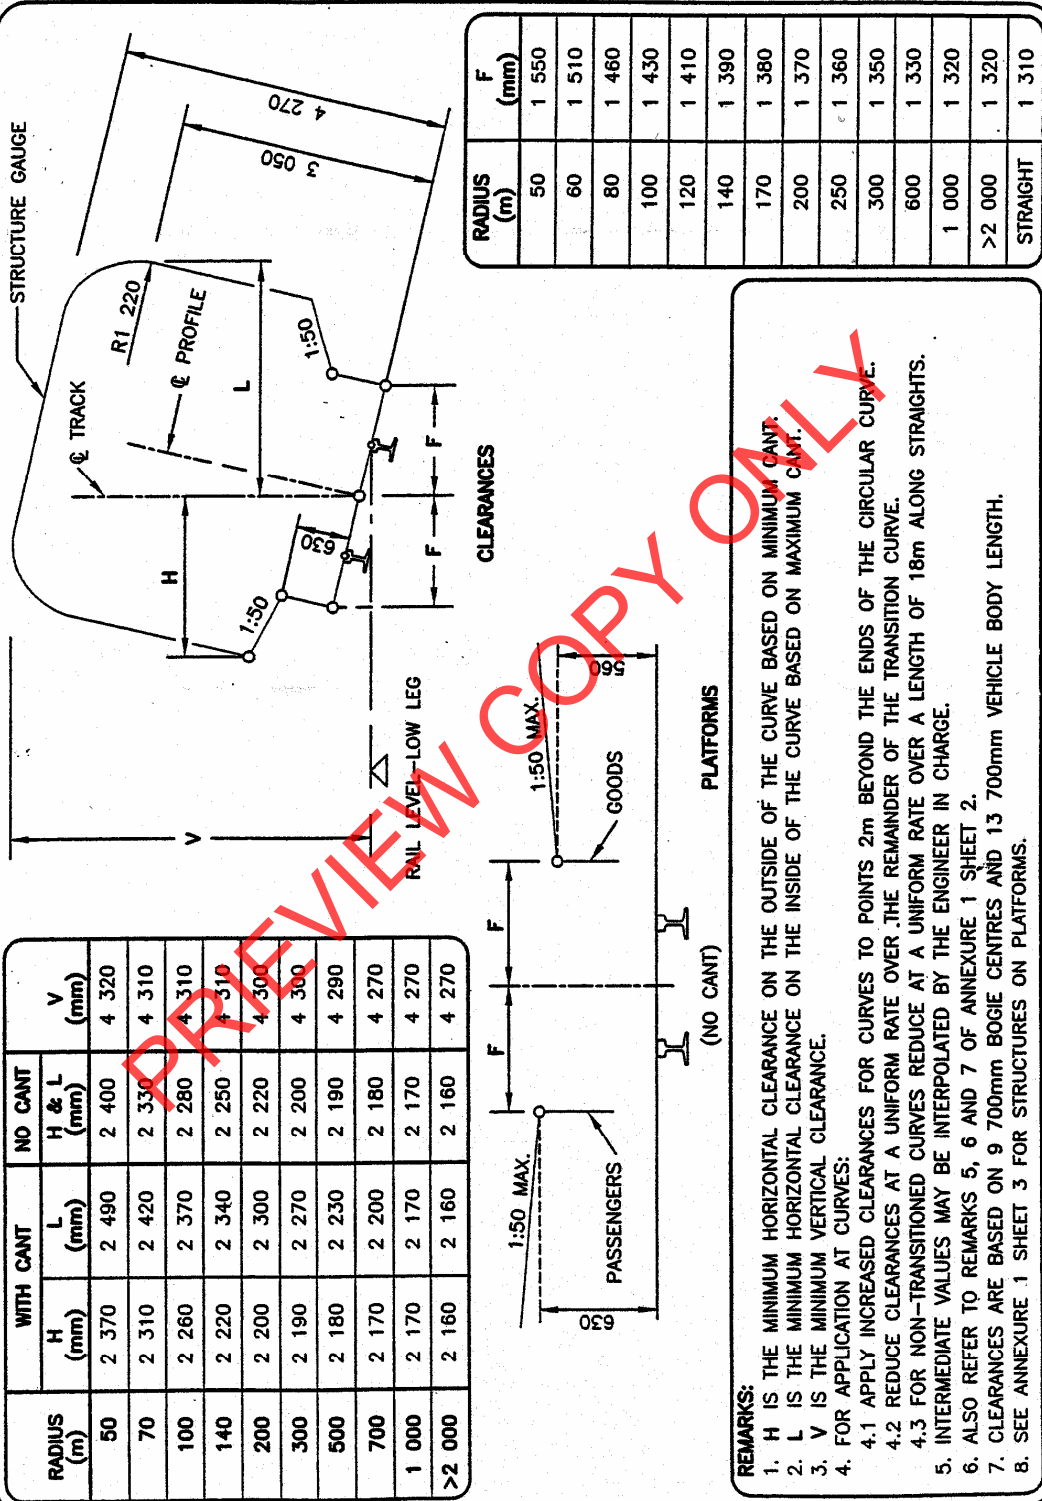 RADIUS (m) | WITH CANT H (mm) | WITH CANT L (mm) | NO CANT H & L (mm) | V (mm)
50 | 2 370 | 2 490 | 2 400 | 4 320
70 | 2 310 | 2 420 | 2 330 | 4 310
100 | 2 260 | 2 370 | 2 280 | 4 310
140 | 2 220 | 2 340 | 2 250 | 4 310
200 | 2 200 | 2 300 | 2 220 | 4 300
300 | 2 190 | 2 270 | 2 200 | 4 300
500 | 2 180 | 2 230 | 2 190 | 4 290
700 | 2 170 | 2 200 | 2 180 | 4 270
1 000 | 2 170 | 2 170 | 2 170 | 4 270
>2 000 | 2 160 | 2 160 | 2 160 | 4 270
STRUCTURE GAUGE
℄ TRACK
℄ PROFILE
R1 220
4 270
3 050
H
L
V
1:50
1:50
630
F
F
RAIL LEVEL-LOW LEG
CLEARANCES
RADIUS (m) | F (mm)
50 | 1 550
60 | 1 510
80 | 1 460
100 | 1 430
120 | 1 410
140 | 1 390
170 | 1 380
200 | 1 370
250 | 1 360
300 | 1 350
600 | 1 330
1 000 | 1 320
>2 000 | 1 320
STRAIGHT | 1 310
1:50 MAX.
1:50 MAX.
F
F
630
560
PASSENGERS
GOODS
(NO CANT)
PLATFORMS
REMARKS:
1. H IS THE MINIMUM HORIZONTAL CLEARANCE ON THE OUTSIDE OF THE CURVE BASED ON MINIMUM CANT.
2. L IS THE MINIMUM HORIZONTAL CLEARANCE ON THE INSIDE OF THE CURVE BASED ON MAXIMUM CANT.
3. V IS THE MINIMUM VERTICAL CLEARANCE.
4. FOR APPLICATION AT CURVES:
4.1 APPLY INCREASED CLEARANCES FOR CURVES TO POINTS 2m BEYOND THE ENDS OF THE CIRCULAR CURVE.
4.2 REDUCE CLEARANCES AT A UNIFORM RATE OVER THE REMAINDER OF THE TRANSITION CURVE.
4.3 FOR NON-TRANSITIONED CURVES REDUCE AT A UNIFORM RATE OVER A LENGTH OF 18m ALONG STRAIGHTS.
5. INTERMEDIATE VALUES MAY BE INTERPOLATED BY THE ENGINEER IN CHARGE.
6. ALSO REFER TO REMARKS 5, 6 AND 7 OF ANNEXURE 1 SHEET 2.
7. CLEARANCES ARE BASED ON 9 700mm BOGIE CENTRES AND 13 700mm VEHICLE BODY LENGTH.
8. SEE ANNEXURE 1 SHEET 3 FOR STRUCTURES ON PLATFORMS.
PREVIEW COPY ONLY